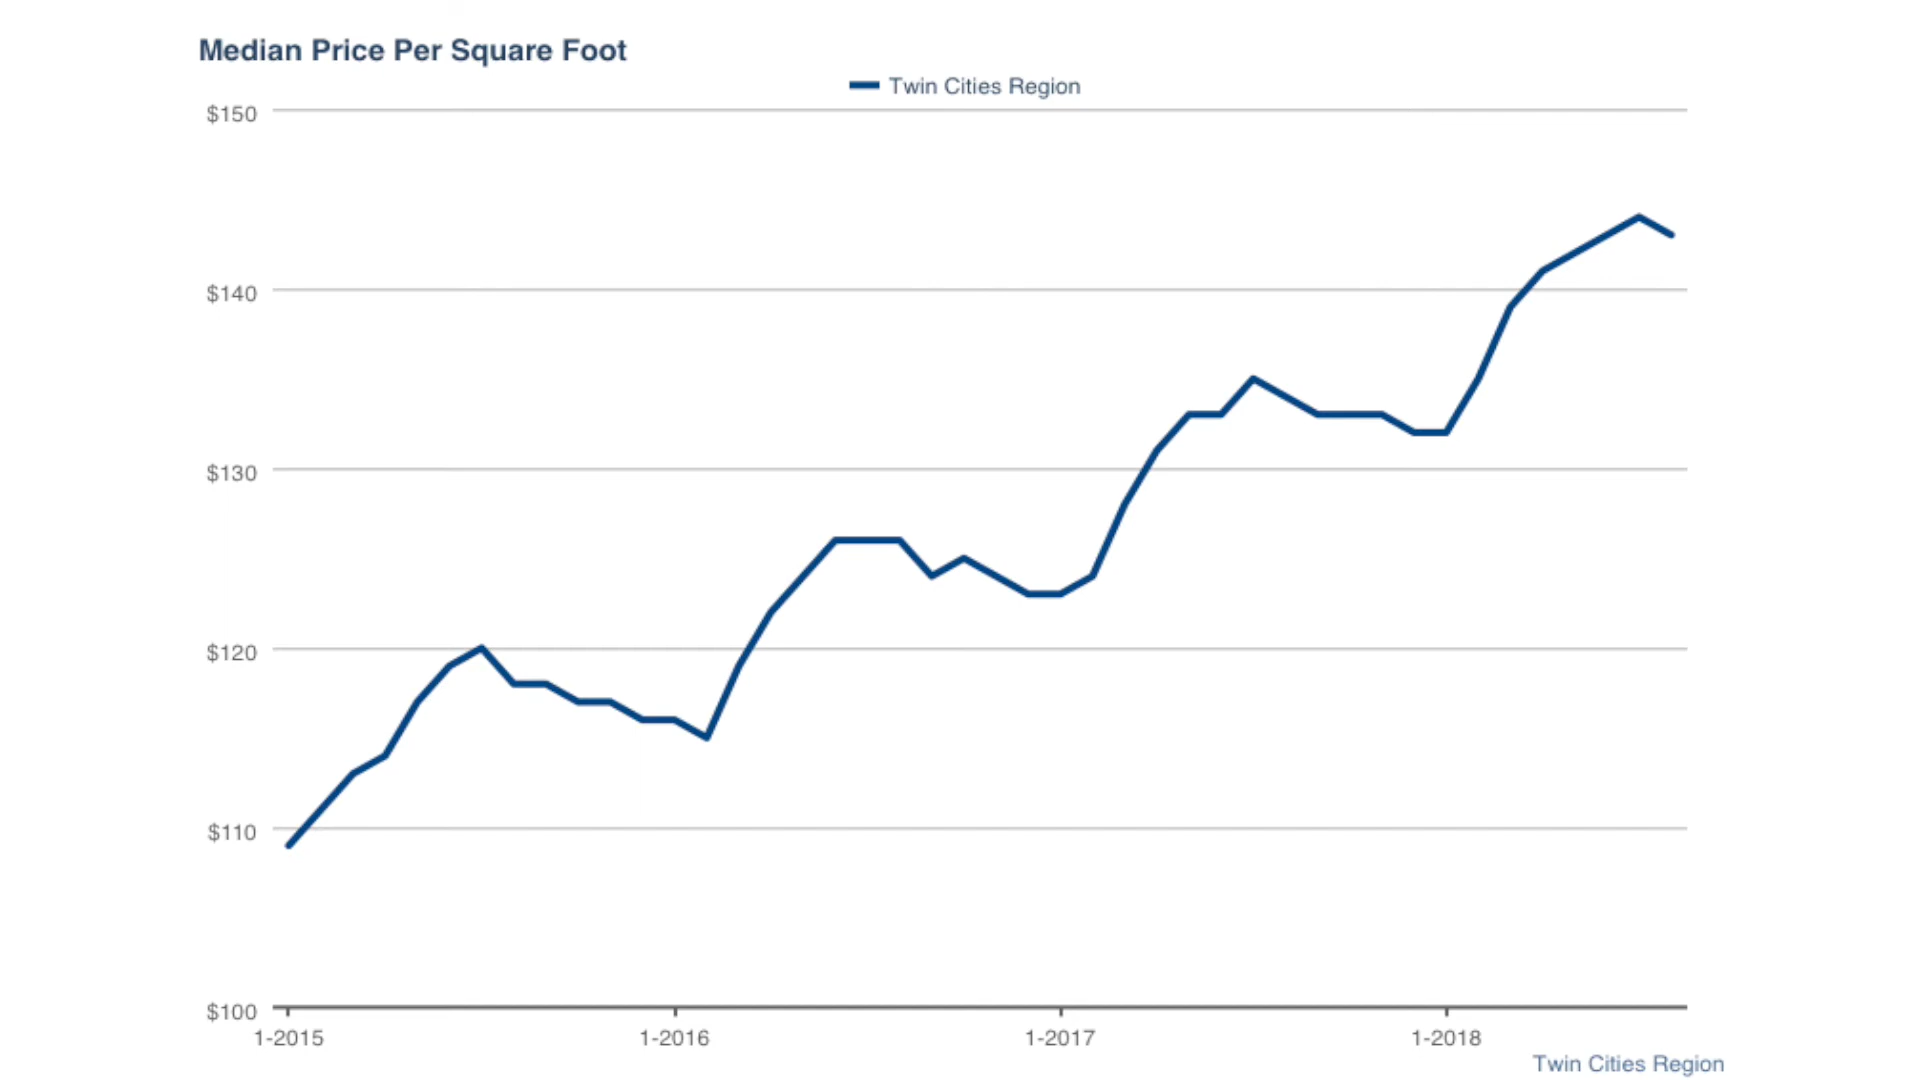 Median Price Per Square Foot
Twin Cities Region
$150
$140
$130
$120
$110
$100
1-2015 1-2016 1-2017 1-2018
Twin Cities Region